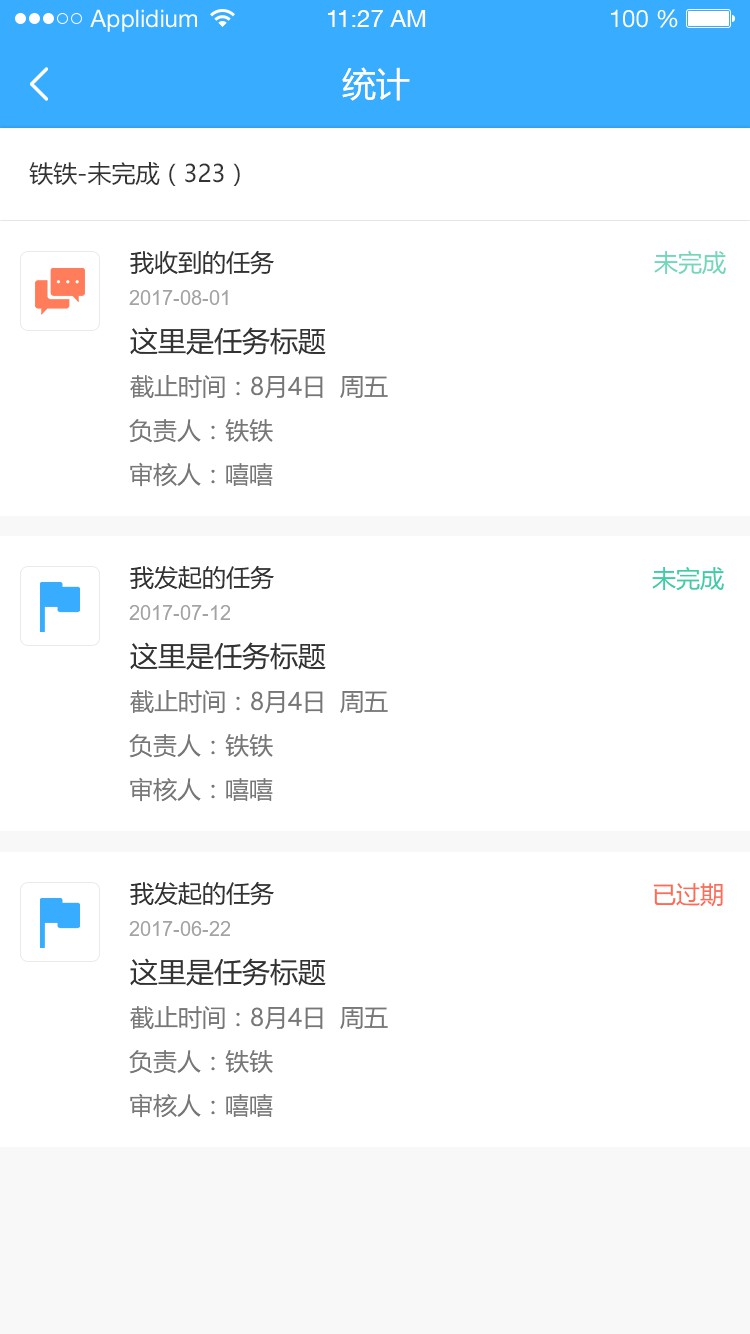 Applidium 11:27 AM 100 %
统计
铁铁-未完成（323）
我收到的任务 未完成
2017-08-01
这里是任务标题
截止时间：8月4日 周五
负责人：铁铁
审核人：嘻嘻
我发起的任务 未完成
2017-07-12
这里是任务标题
截止时间：8月4日 周五
负责人：铁铁
审核人：嘻嘻
我发起的任务 已过期
2017-06-22
这里是任务标题
截止时间：8月4日 周五
负责人：铁铁
审核人：嘻嘻